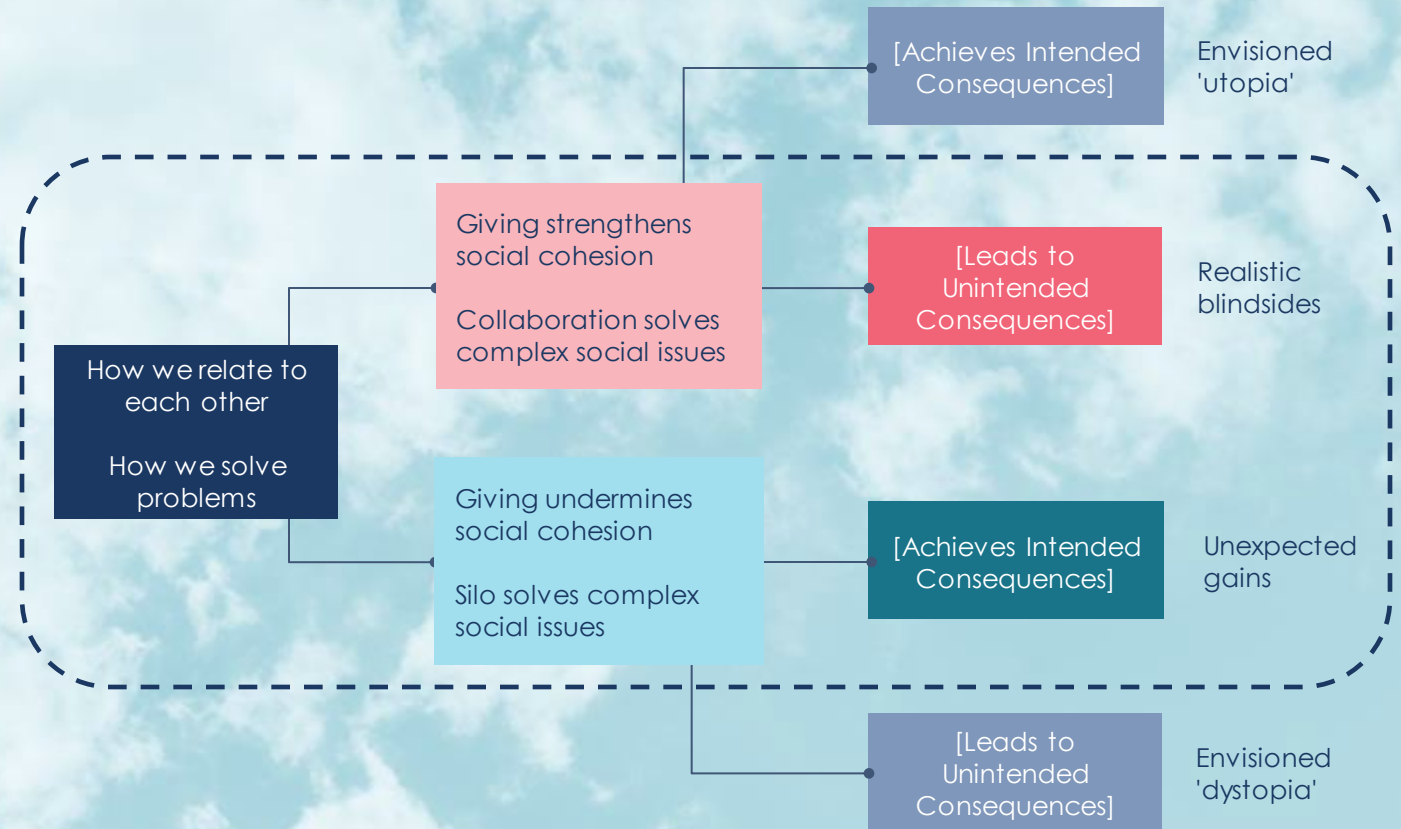 [Achieves Intended
Consequences]
Envisioned
'utopia'
Giving strengthens
social cohesion
Collaboration solves
complex social issues
[Leads to
Unintended
Consequences]
Realistic
blindsides
How we relate to
each other
How we solve
problems
Giving undermines
social cohesion
Silo solves complex
social issues
[Achieves Intended
Consequences]
Unexpected
gains
[Leads to
Unintended
Consequences]
Envisioned
'dystopia'